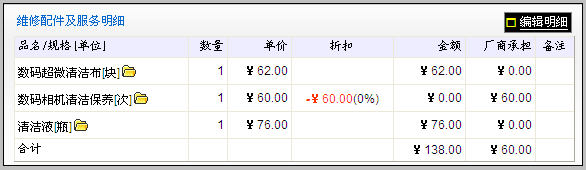 维修配件及服务明细
编辑明细
品名/规格[单位] 数量 单价 折扣 金额 厂商承担 备注
数码超微清洁布[块] 1 ¥ 62.00 ¥ 62.00 ¥ 0.00
数码相机清洁保养[次] 1 ¥ 60.00 -¥ 60.00(0%) ¥ 0.00 ¥ 60.00
清洁液[瓶] 1 ¥ 76.00 ¥ 76.00 ¥ 0.00
合计 ¥ 138.00 ¥ 60.00